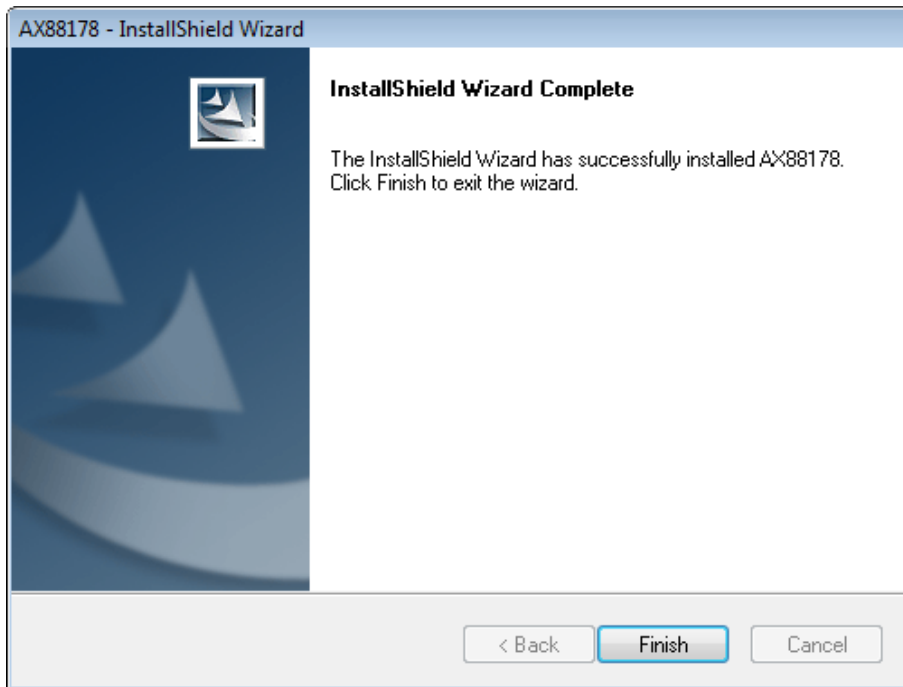 AX88178 - InstallShield Wizard
InstallShield Wizard Complete
The InstallShield Wizard has successfully installed AX88178.
Click Finish to exit the wizard.
< Back
Finish
Cancel